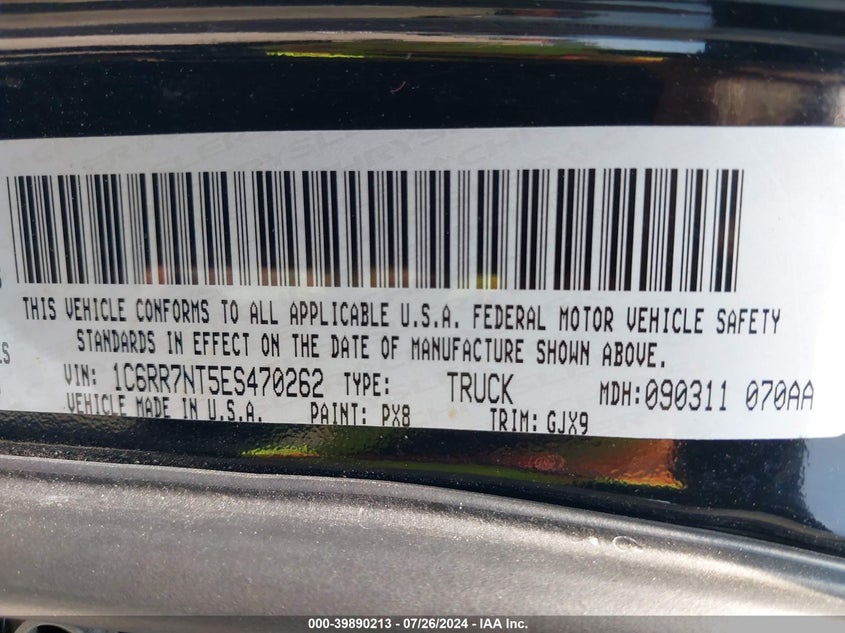 THIS VEHICLE CONFORMS TO ALL APPLICABLE U.S.A. FEDERAL MOTOR VEHICLE SAFETY
STANDARDS IN EFFECT ON THE DATE OF MANUFACTURE SHOWN ABOVE.
VIN: 1C6RR7NT5ES470262 TYPE: TRUCK MDH:090311 070AA
VEHICLE MADE IN U.S.A. PAINT: PX8 TRIM: GJX9
000-39890213 - 07/26/2024 - IAA Inc.